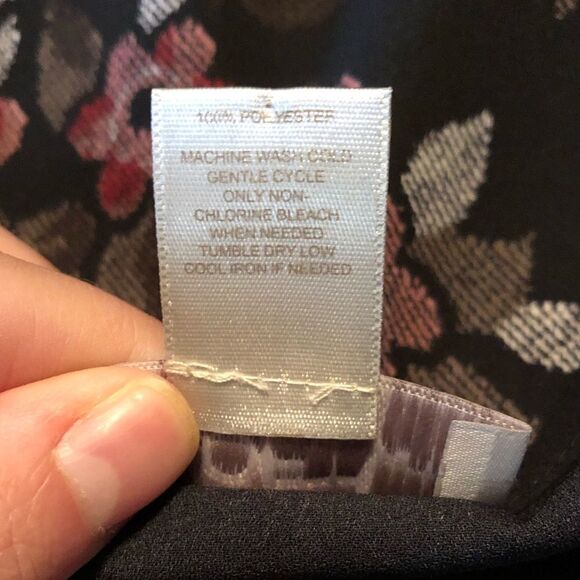 100% POLYESTER
MACHINE WASH COLD
GENTLE CYCLE
ONLY NON-
CHLORINE BLEACH
WHEN NEEDED
TUMBLE DRY LOW
COOL IRON IF NEEDED